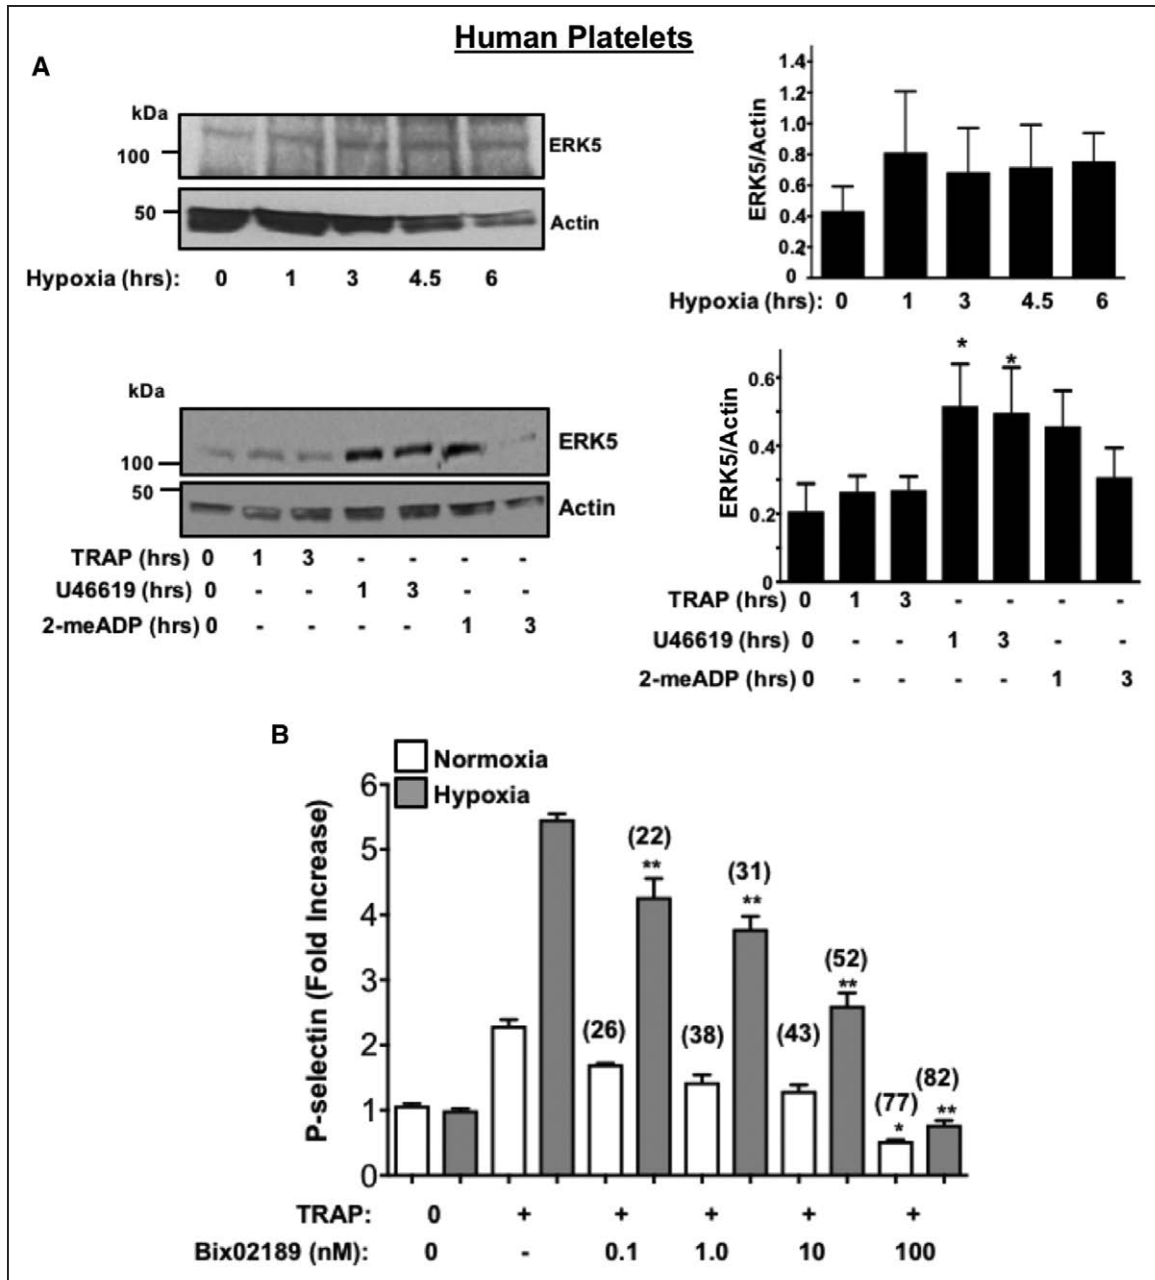 Human Platelets
A
kDa
100
ERK5
50
Actin
Hypoxia (hrs): 0 1 3 4.5 6
ERK5/Actin
1.4
1.2
1.0
0.8
0.6
0.4
0.2
0
Hypoxia (hrs): 0 1 3 4.5 6
kDa
100
ERK5
50
Actin
TRAP (hrs) 0 1 3 - - - -
U46619 (hrs) 0 - - 1 3 - -
2-meADP (hrs) 0 - - - - 1 3
ERK5/Actin
0.6
0.4
0.2
0
* *
TRAP (hrs) 0 1 3 - - - -
U46619 (hrs) 0 - - 1 3 - -
2-meADP (hrs) 0 - - - - 1 3
B
Normoxia
Hypoxia
P-selectin (Fold Increase)
6
5
4
3
2
1
0
(22)
**
(31)
**
(52)
**
(26) (38) (43)
(77) (82)
* **
TRAP: 0 + + + + +
Bix02189 (nM): 0 - 0.1 1.0 10 100